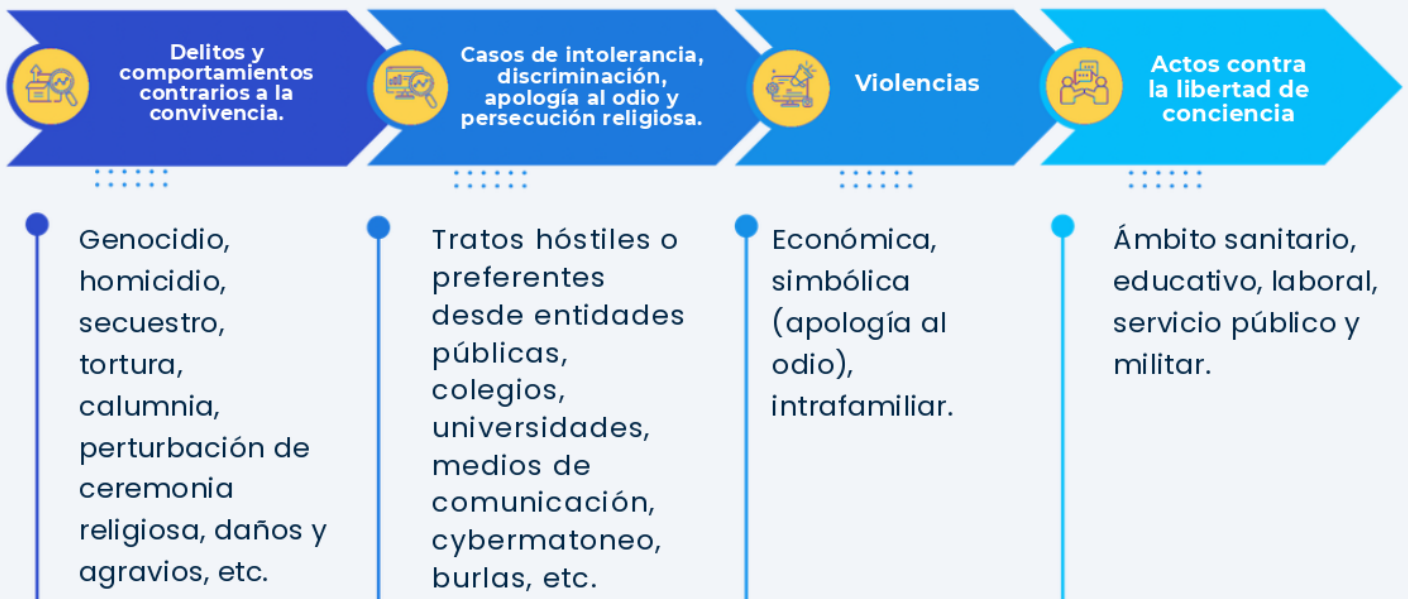 Delitos y
comportamientos
contrarios a la
convivencia.
Genocidio,
homicidio,
secuestro,
tortura,
calumnia,
perturbación de
ceremonia
religiosa, daños y
agravios, etc.
Casos de intolerancia,
discriminación,
apología al odio y
persecución religiosa.
Tratos hóstiles o
preferentes
desde entidades
públicas,
colegios,
universidades,
medios de
comunicación,
cybermatoneo,
burlas, etc.
Violencias
Económica,
simbólica
(apología al
odio),
intrafamiliar.
Actos contra
la libertad de
conciencia
Ámbito sanitario,
educativo, laboral,
servicio público y
militar.